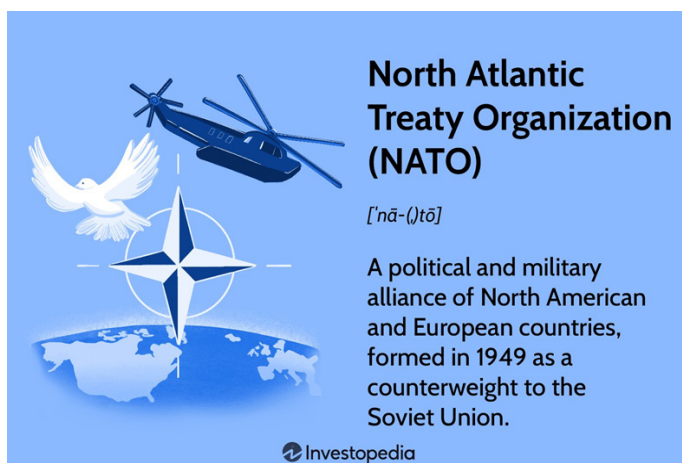 North Atlantic
Treaty Organization
(NATO)
['nā-(,)tō]
A political and military
alliance of North American
and European countries,
formed in 1949 as a
counterweight to the
Soviet Union.
Investopedia